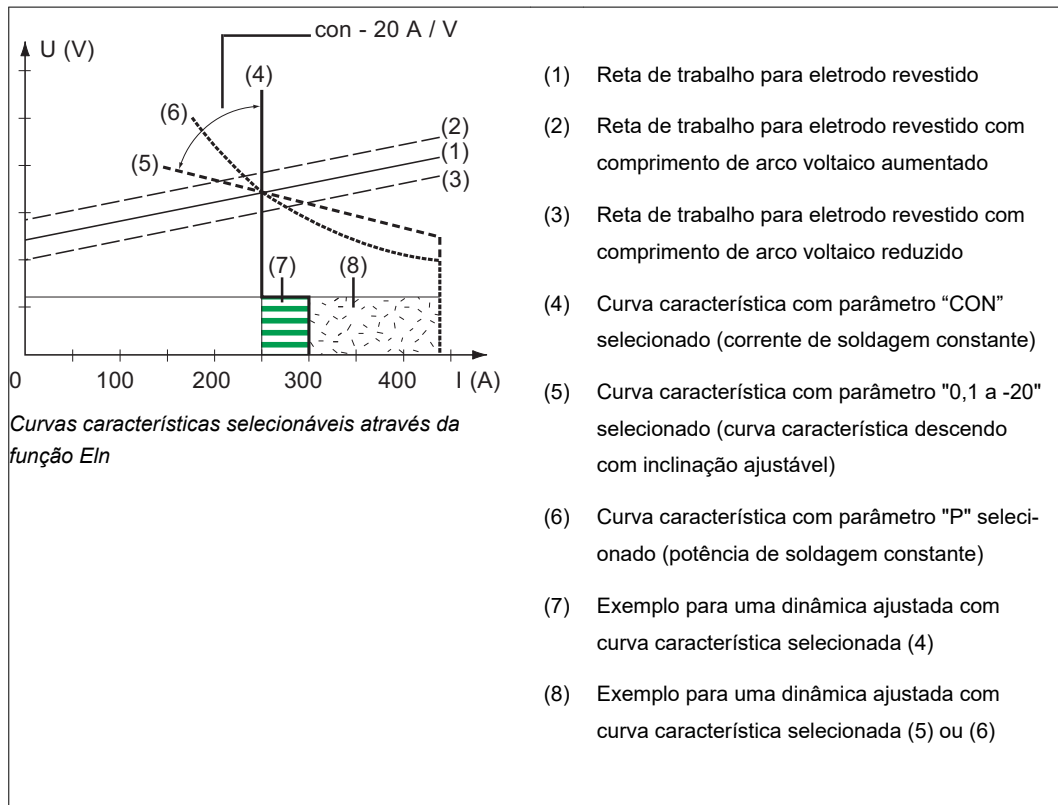 con - 20 A / V
U (V)
(4)
(6)
(5)
(2)
(1)
(3)
(7)
(8)
0 100 200 300 400 I (A)
Curvas características selecionáveis através da
função Eln
(1) Reta de trabalho para eletrodo revestido
(2) Reta de trabalho para eletrodo revestido com
comprimento de arco voltaico aumentado
(3) Reta de trabalho para eletrodo revestido com
comprimento de arco voltaico reduzido
(4) Curva característica com parâmetro “CON”
selecionado (corrente de soldagem constante)
(5) Curva característica com parâmetro "0,1 a -20"
selecionado (curva característica descendo
com inclinação ajustável)
(6) Curva característica com parâmetro "P" seleci-
onado (potência de soldagem constante)
(7) Exemplo para uma dinâmica ajustada com
curva característica selecionada (4)
(8) Exemplo para uma dinâmica ajustada com
curva característica selecionada (5) ou (6)